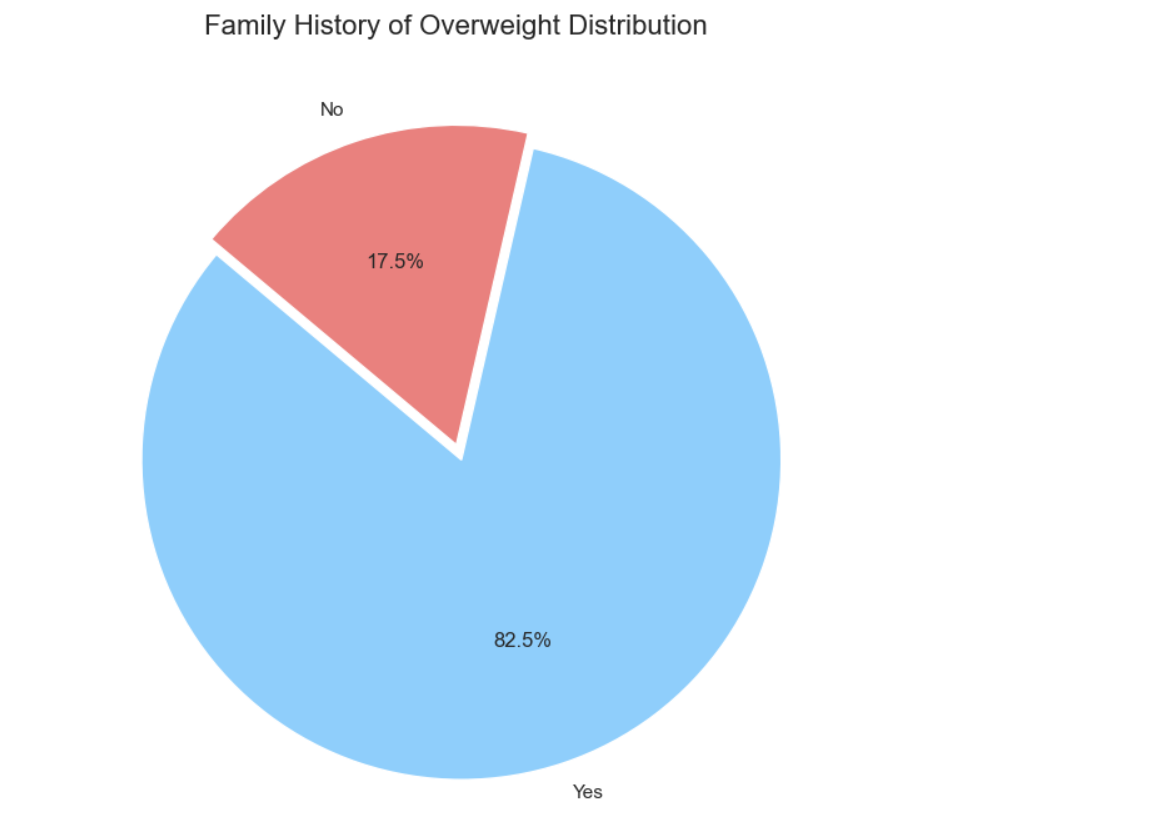 Family History of Overweight Distribution
No
17.5%
82.5%
Yes